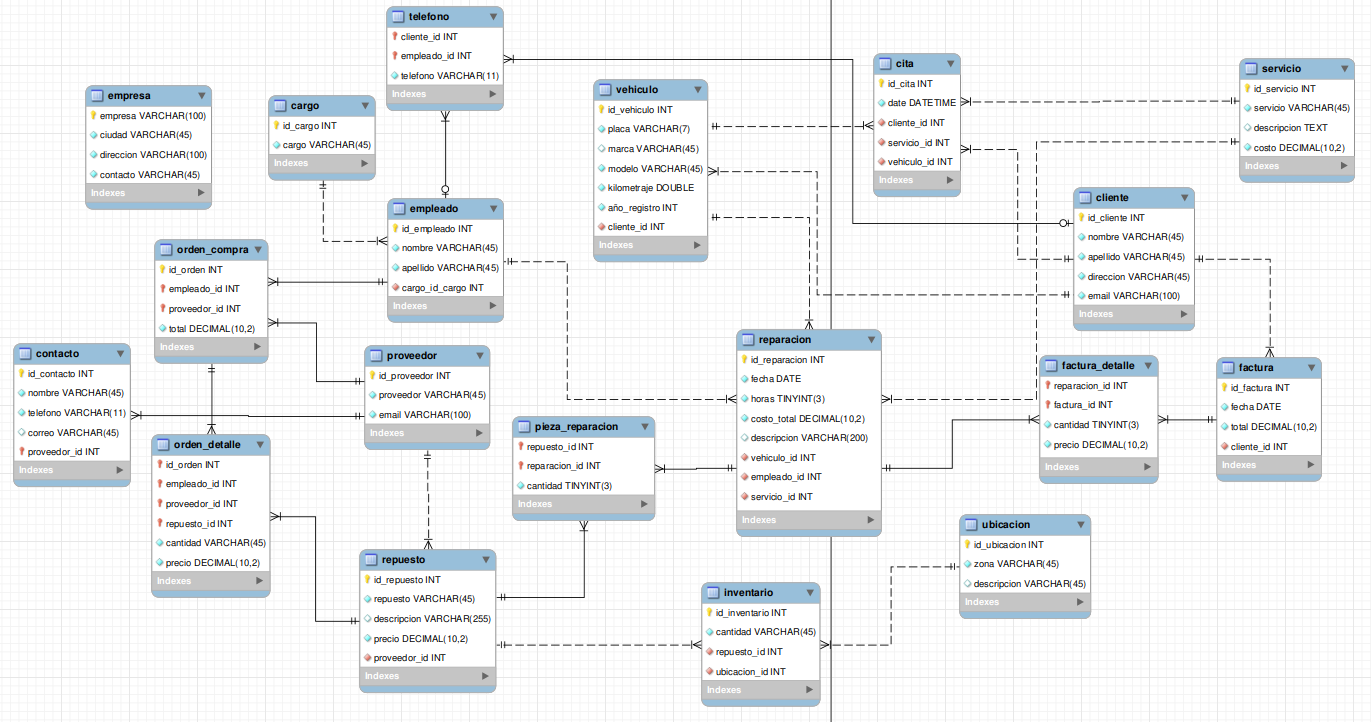 telefono
cliente_id INT
empleado_id INT
telefono VARCHAR(11)
Indexes
empresa
empresa VARCHAR(100)
ciudad VARCHAR(45)
direccion VARCHAR(100)
contacto VARCHAR(45)
Indexes
cargo
id_cargo INT
cargo VARCHAR(45)
Indexes
vehiculo
id_vehiculo INT
placa VARCHAR(7)
marca VARCHAR(45)
modelo VARCHAR(45)
kilometraje DOUBLE
año_registro INT
cliente_id INT
Indexes
cita
id_cita INT
date DATETIME
cliente_id INT
servicio_id INT
vehiculo_id INT
Indexes
servicio
id_servicio INT
servicio VARCHAR(45)
descripcion TEXT
costo DECIMAL(10,2)
Indexes
empleado
id_empleado INT
nombre VARCHAR(45)
apellido VARCHAR(45)
cargo_id_cargo INT
Indexes
cliente
id_cliente INT
nombre VARCHAR(45)
apellido VARCHAR(45)
direccion VARCHAR(45)
email VARCHAR(100)
Indexes
orden_compra
id_orden INT
empleado_id INT
proveedor_id INT
total DECIMAL(10,2)
Indexes
contacto
id_contacto INT
nombre VARCHAR(45)
telefono VARCHAR(11)
correo VARCHAR(45)
proveedor_id INT
Indexes
proveedor
id_proveedor INT
proveedor VARCHAR(45)
email VARCHAR(100)
Indexes
reparacion
id_reparacion INT
fecha DATE
horas TINYINT(3)
costo_total DECIMAL(10,2)
descripcion VARCHAR(200)
vehiculo_id INT
empleado_id INT
servicio_id INT
Indexes
factura_detalle
reparacion_id INT
factura_id INT
cantidad TINYINT(3)
precio DECIMAL(10,2)
Indexes
factura
id_factura INT
fecha DATE
total DECIMAL(10,2)
cliente_id INT
Indexes
orden_detalle
id_orden INT
empleado_id INT
proveedor_id INT
repuesto_id INT
cantidad VARCHAR(45)
precio DECIMAL(10,2)
Indexes
pieza_reparacion
repuesto_id INT
reparacion_id INT
cantidad TINYINT(3)
Indexes
repuesto
id_repuesto INT
repuesto VARCHAR(45)
descripcion VARCHAR(255)
precio DECIMAL(10,2)
proveedor_id INT
Indexes
inventario
id_inventario INT
cantidad VARCHAR(45)
repuesto_id INT
ubicacion_id INT
Indexes
ubicacion
id_ubicacion INT
zona VARCHAR(45)
descripcion VARCHAR(45)
Indexes